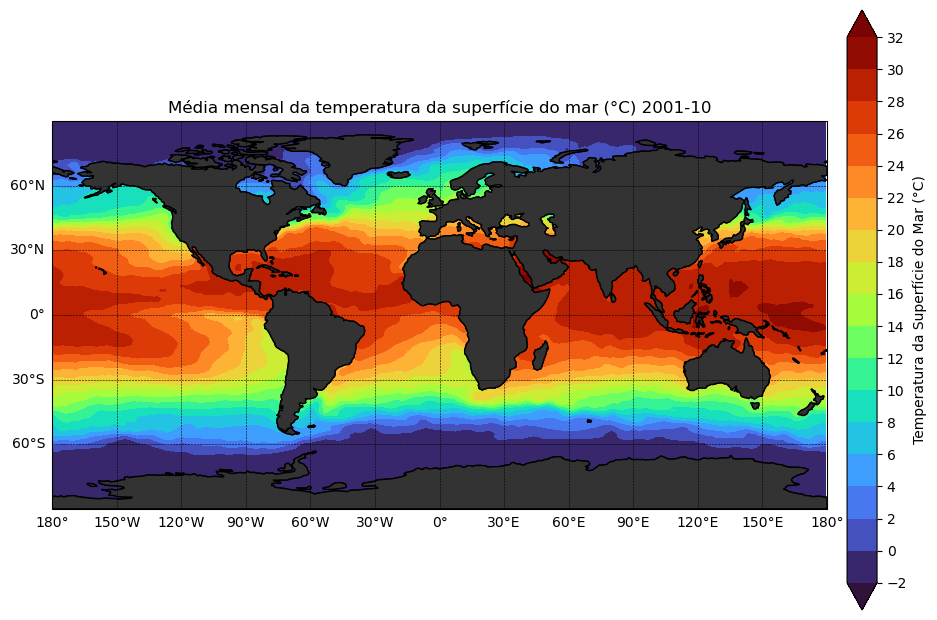 Média mensal da temperatura da superfície do mar (°C) 2001-10
60°N
30°N
0°
30°S
60°S
180° 150°W 120°W 90°W 60°W 30°W 0° 30°E 60°E 90°E 120°E 150°E 180°
32
30
28
26
24
22
20
18
16
14
12
10
8
6
4
2
0
−2
Temperatura da Superfície do Mar (°C)